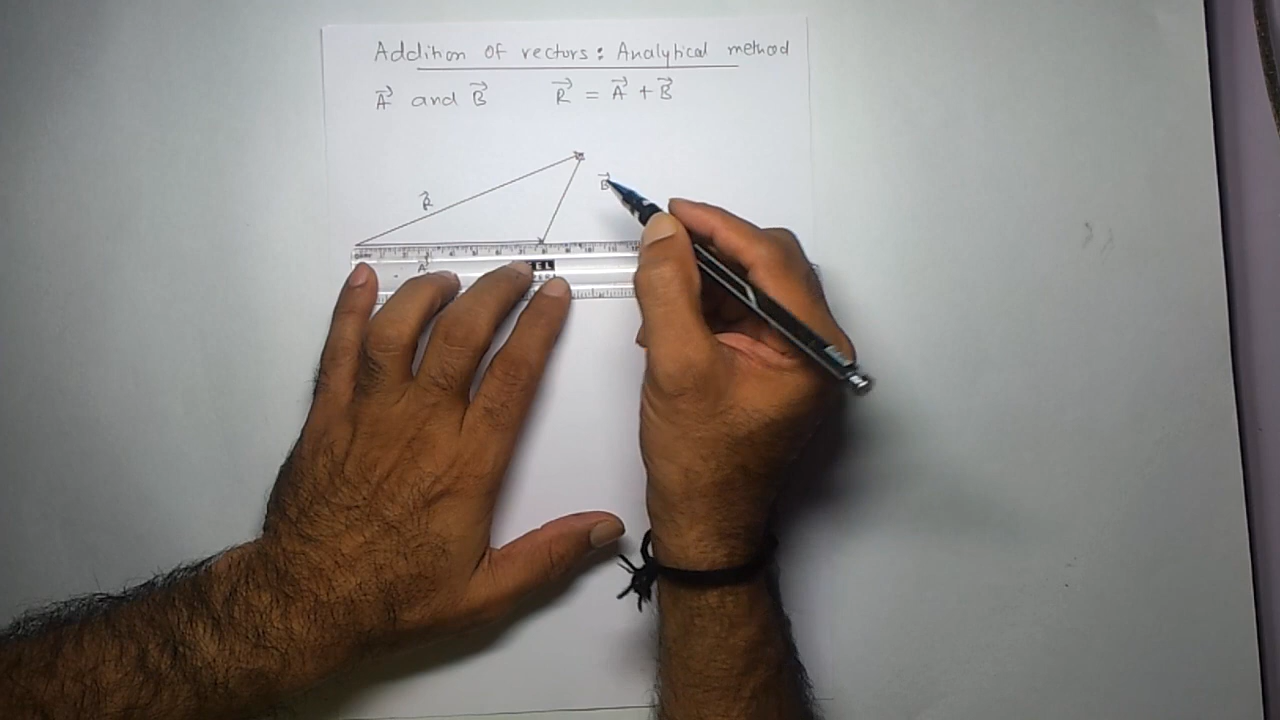 Addition of vectors : Analytical method
A⃗ and B⃗ R⃗ = A⃗ + B⃗
B⃗
R⃗
A⃗